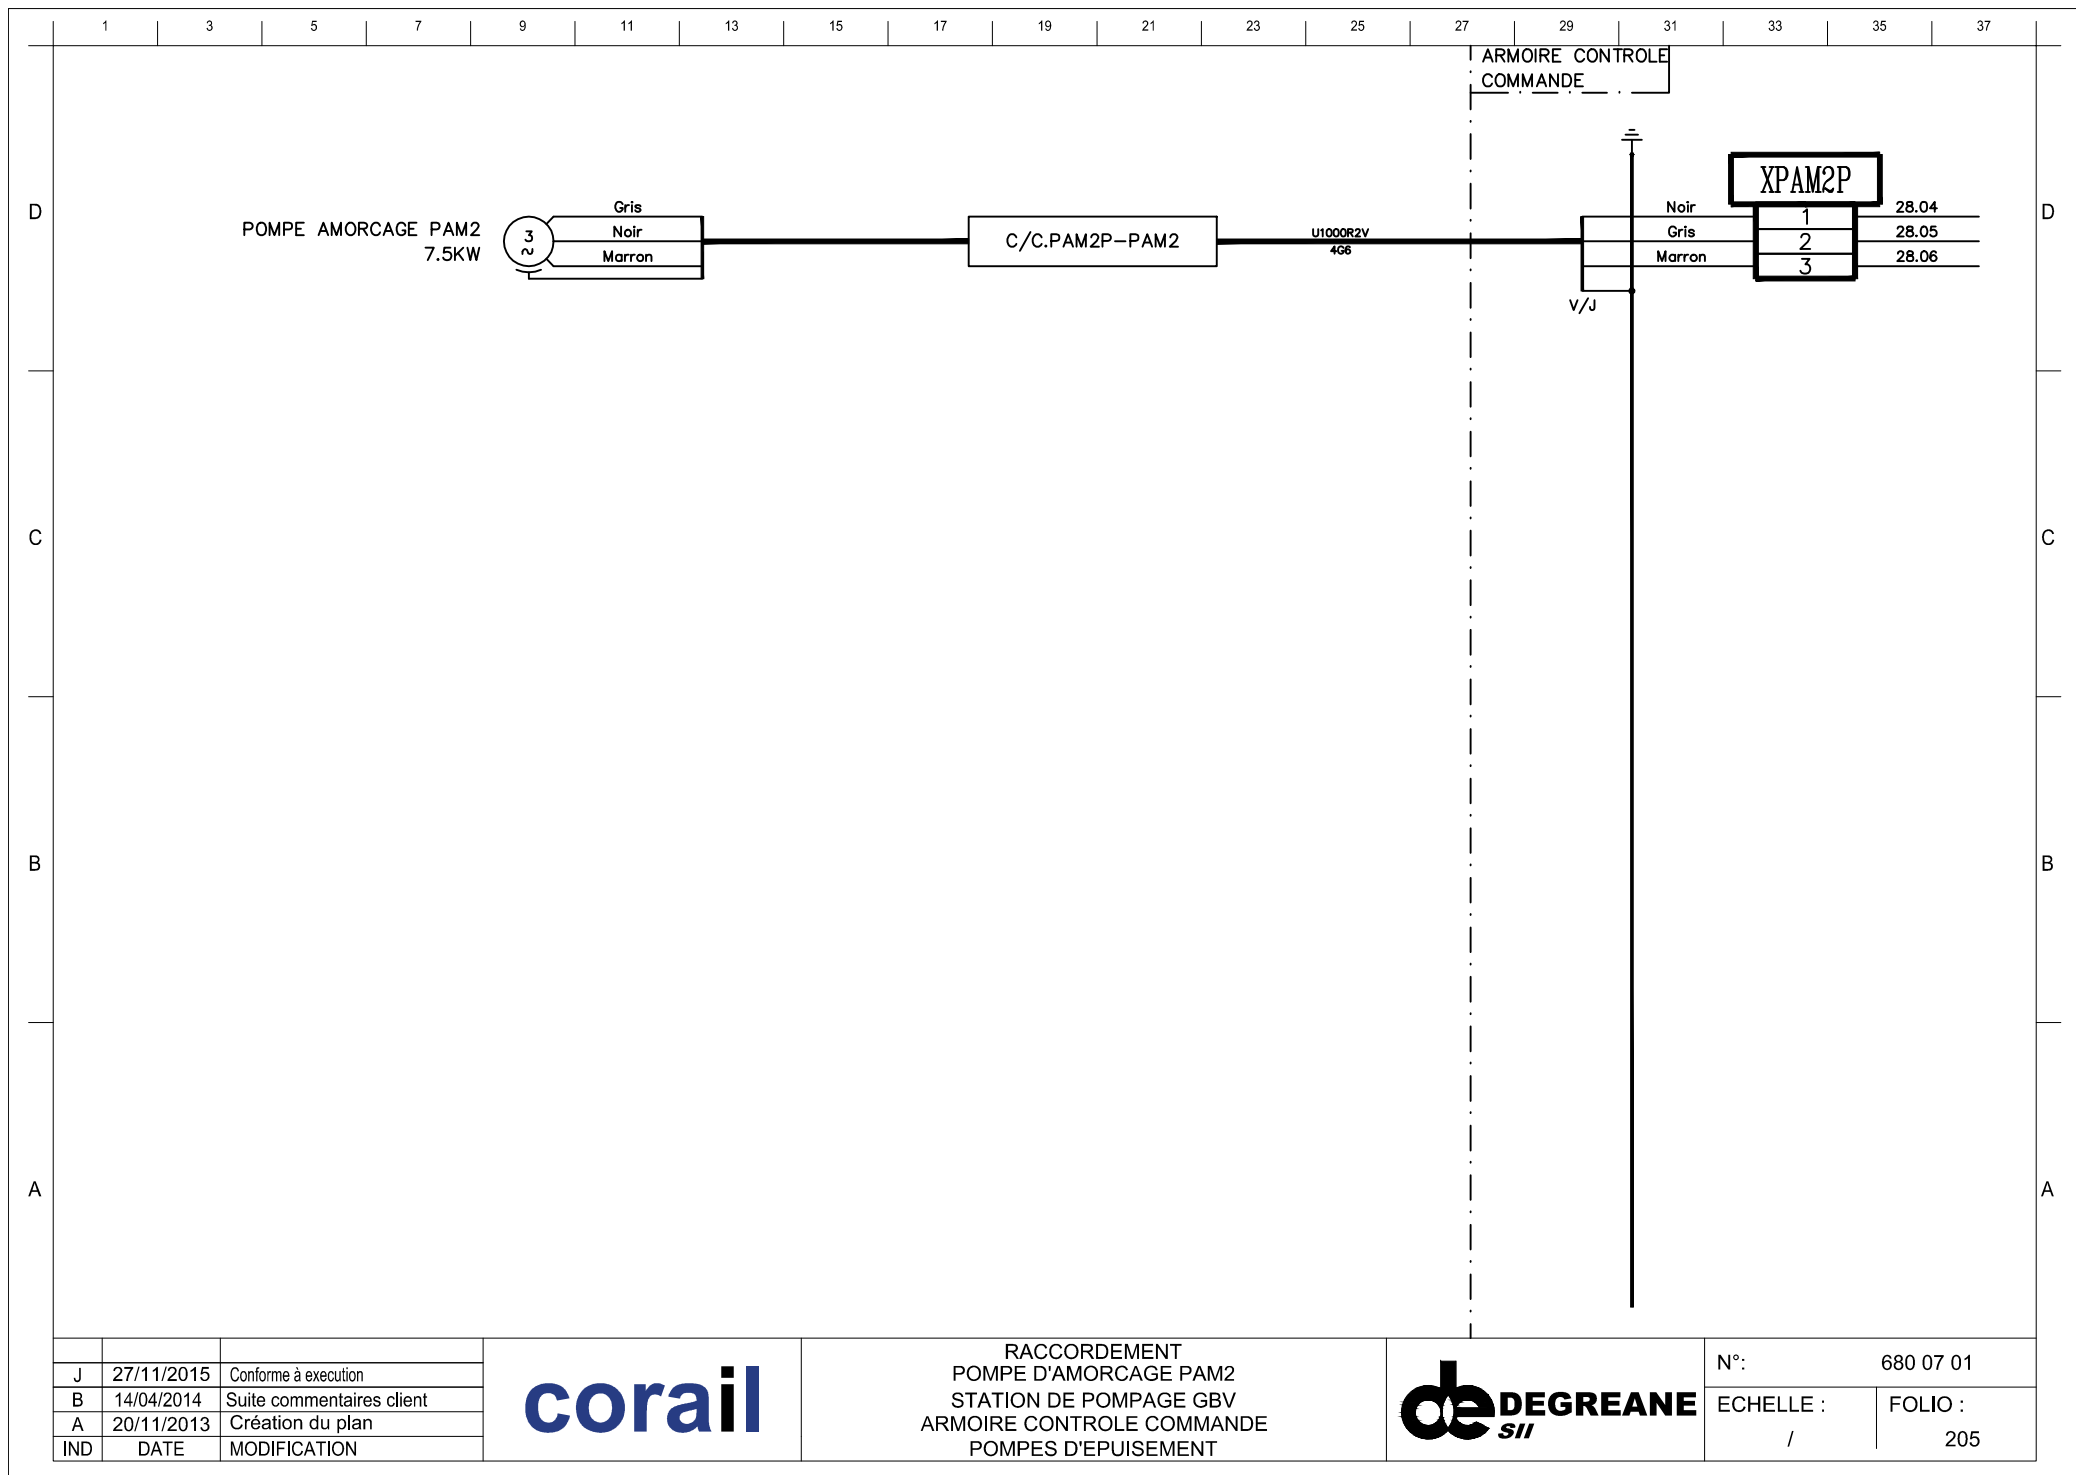 1 3 5 7 9 11 13 15 17 19 21 23 25 27 29 31 33 35 37
ARMOIRE CONTROLE
COMMANDE
XPAM2P
D
D
POMPE AMORCAGE PAM2
7.5KW
3
~
Gris
Noir
Marron
C/C.PAM2P-PAM2
U1000R2V
4G6
Noir
Gris
Marron
V/J
1
2
3
28.04
28.05
28.06
C
C
B
B
A
A
J 27/11/2015 Conforme à execution
B 14/04/2014 Suite commentaires client
A 20/11/2013 Création du plan
IND DATE MODIFICATION
corail
RACCORDEMENT
POMPE D'AMORCAGE PAM2
STATION DE POMPAGE GBV
ARMOIRE CONTROLE COMMANDE
POMPES D'EPUISEMENT
de DEGREANE
SII
N°: 680 07 01
ECHELLE :
/
FOLIO :
205